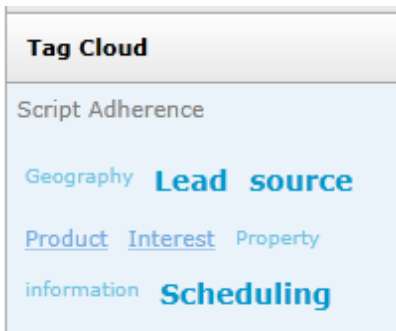 Tag Cloud
Script Adherence
Geography Lead source
Product Interest Property
information Scheduling